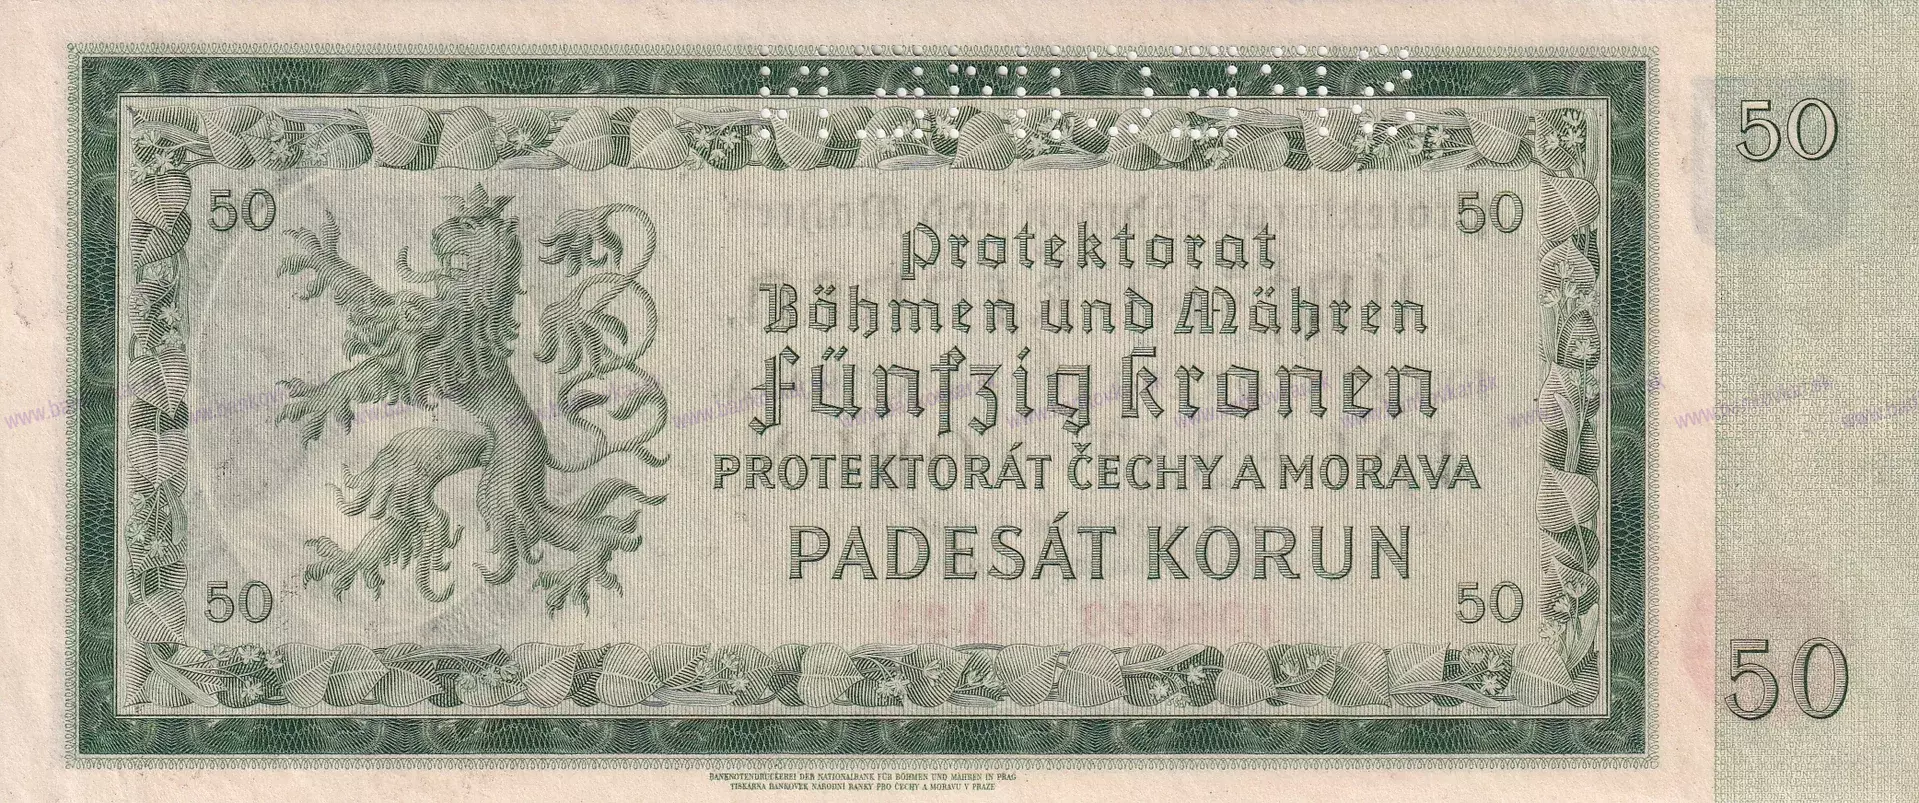 50
50
50
Protektorat
Böhmen und Mähren
Fünfzig Kronen
PROTEKTORÁT ČECHY A MORAVA
PADESÁT KORUN
50
50
50
BANKNOTENDRUCKEREI DER NATIONALBANK FÜR BÖHMEN UND MÄHREN IN PRAG
TISKÁRNA BANKOVEK NÁRODNÍ BANKY PRO ČECHY A MORAVU V PRAZE